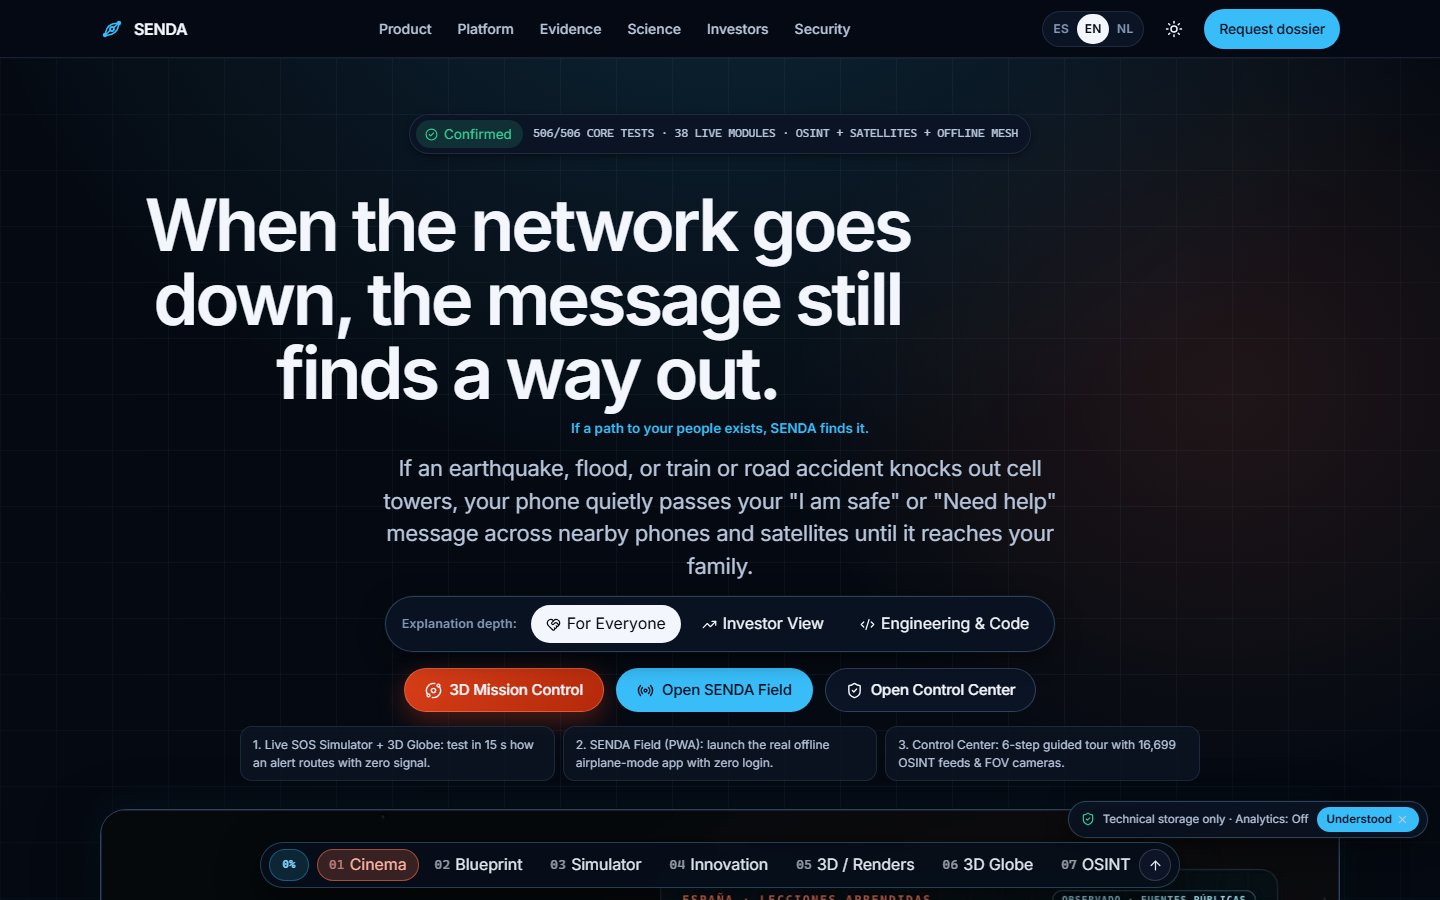 SENDA
Product Platform Evidence Science Investors Security
ES EN NL
Request dossier
Confirmed 506/506 CORE TESTS · 38 LIVE MODULES · OSINT + SATELLITES + OFFLINE MESH
When the network goes
down, the message still
finds a way out.
If a path to your people exists, SENDA finds it.
If an earthquake, flood, or train or road accident knocks out cell
towers, your phone quietly passes your "I am safe" or "Need help"
message across nearby phones and satellites until it reaches your
family.
Explanation depth: For Everyone Investor View Engineering & Code
3D Mission Control Open SENDA Field Open Control Center
1. Live SOS Simulator + 3D Globe: test in 15 s how
an alert routes with zero signal.
2. SENDA Field (PWA): launch the real offline
airplane-mode app with zero login.
3. Control Center: 6-step guided tour with 16,699
OSINT feeds & FOV cameras.
Technical storage only · Analytics: Off Understood
0% 01 Cinema 02 Blueprint 03 Simulator 04 Innovation 05 3D / Renders 06 3D Globe 07 OSINT
ESPAÑA · LECCIONES APRENDIDAS
OBSERVADO · FUENTES PÚBLICAS